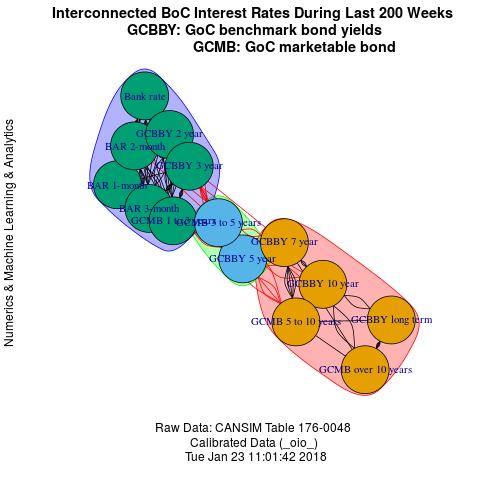 Interconnected BoC Interest Rates During Last 200 Weeks
GCBBY: GoC benchmark bond yields
GCMB: GoC marketable bond
Numerics & Machine Learning & Analytics
Bank rate
GCBBY 2 year
BAR 2-month
GCBBY 3 year
BAR 1-month
BAR 3-month
GCMB 1 to 3 years
GCMB 3 to 5 years
GCBBY 7 year
GCBBY 5 year
GCBBY 10 year
GCMB 5 to 10 years
GCBBY long term
GCMB over 10 years
Raw Data: CANSIM Table 176-0048
Calibrated Data (_oio_)
Tue Jan 23 11:01:42 2018